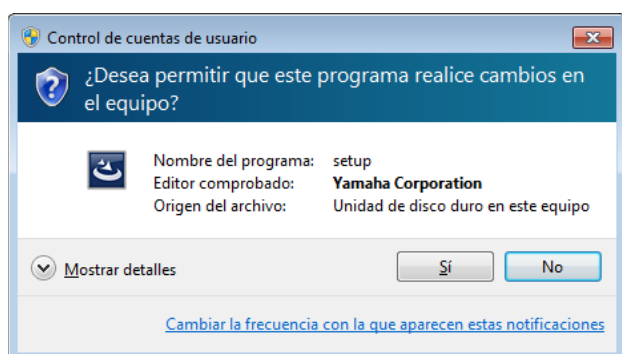 Control de cuentas de usuario
¿Desea permitir que este programa realice cambios en
el equipo?
Nombre del programa: setup
Editor comprobado: Yamaha Corporation
Origen del archivo: Unidad de disco duro en este equipo
Mostrar detalles Sí No
Cambiar la frecuencia con la que aparecen estas notificaciones